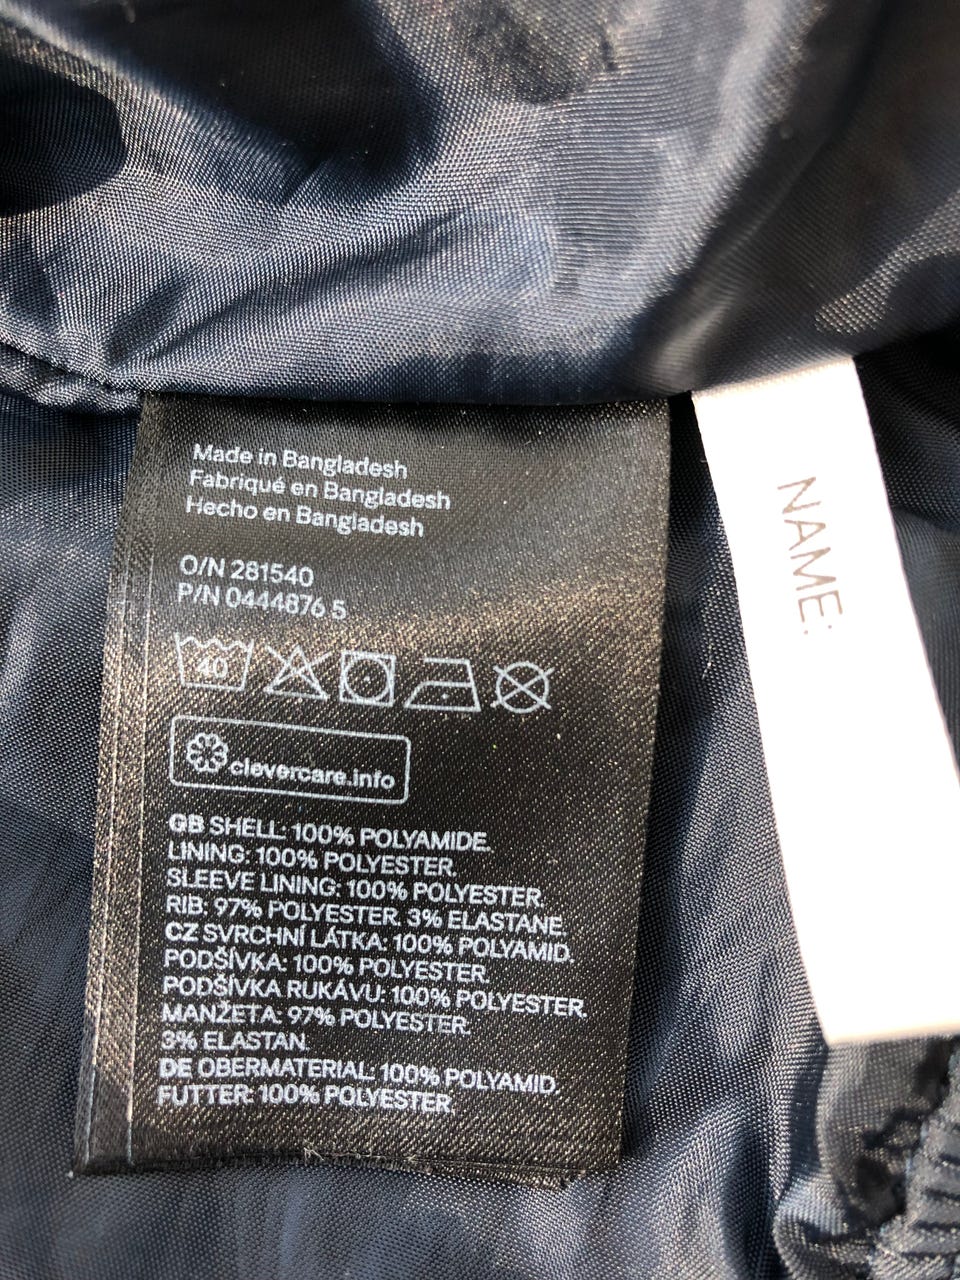 Made in Bangladesh
Fabriqué en Bangladesh
Hecho en Bangladesh
O/N 281540
P/N 0444876.5
40
clevercare.info
GB SHELL: 100% POLYAMIDE.
LINING: 100% POLYESTER.
SLEEVE LINING: 100% POLYESTER.
RIB: 97% POLYESTER. 3% ELASTANE.
CZ SVRCHNÍ LÁTKA: 100% POLYAMID.
PODŠÍVKA: 100% POLYESTER.
PODŠÍVKA RUKÁVU: 100% POLYESTER.
MANŽETA: 97% POLYESTER.
3% ELASTAN.
DE OBERMATERIAL: 100% POLYAMID.
FUTTER: 100% POLYESTER.
NAME: